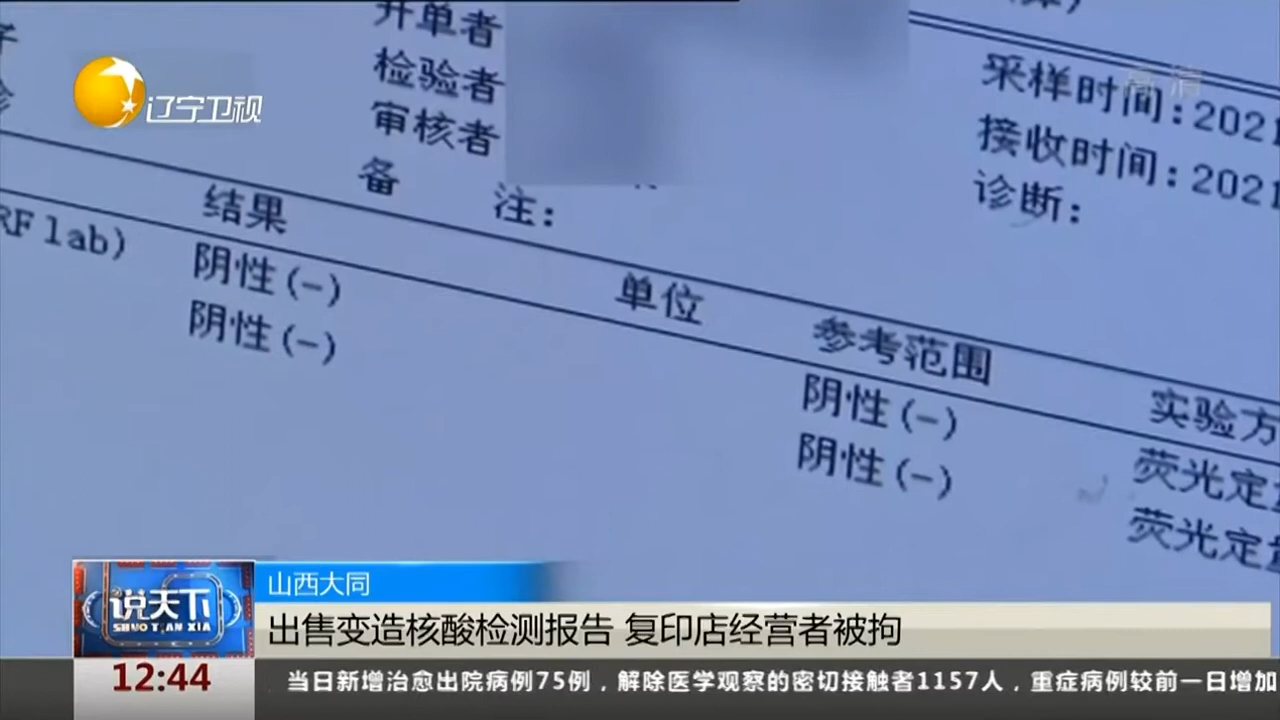 辽宁卫视
高清
开单者
检验者
审核者
备 注:
采样时间:2021
接收时间:2021
诊断:
结果 单位 参考范围 实验方
RFlab) 阴性(-) 阴性(-) 荧光定
阴性(-) 阴性(-) 荧光定
说天下
SHUO TIAN XIA
山西大同
出售变造核酸检测报告 复印店经营者被拘
12:44
当日新增治愈出院病例75例，解除医学观察的密切接触者1157人，重症病例较前一日增加